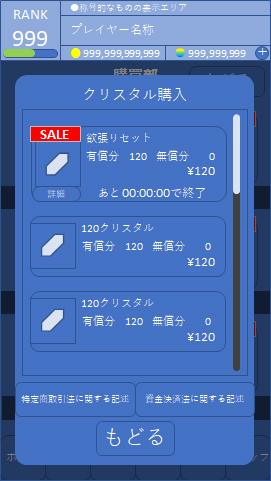 RANK
999
●称号的なものの表示エリア
プレイヤー名称
999,999,999,999
999,999,999
+
購買部
クリスタル購入
SALE
欲張リセット
有償分 120 無償分 0
¥120
詳細
あと00:00:00で終了
120クリスタル
有償分 120 無償分 0
¥120
120クリスタル
有償分 120 無償分 0
¥120
特定商取引法に関する記述
資金決済法に関する記述
もどる